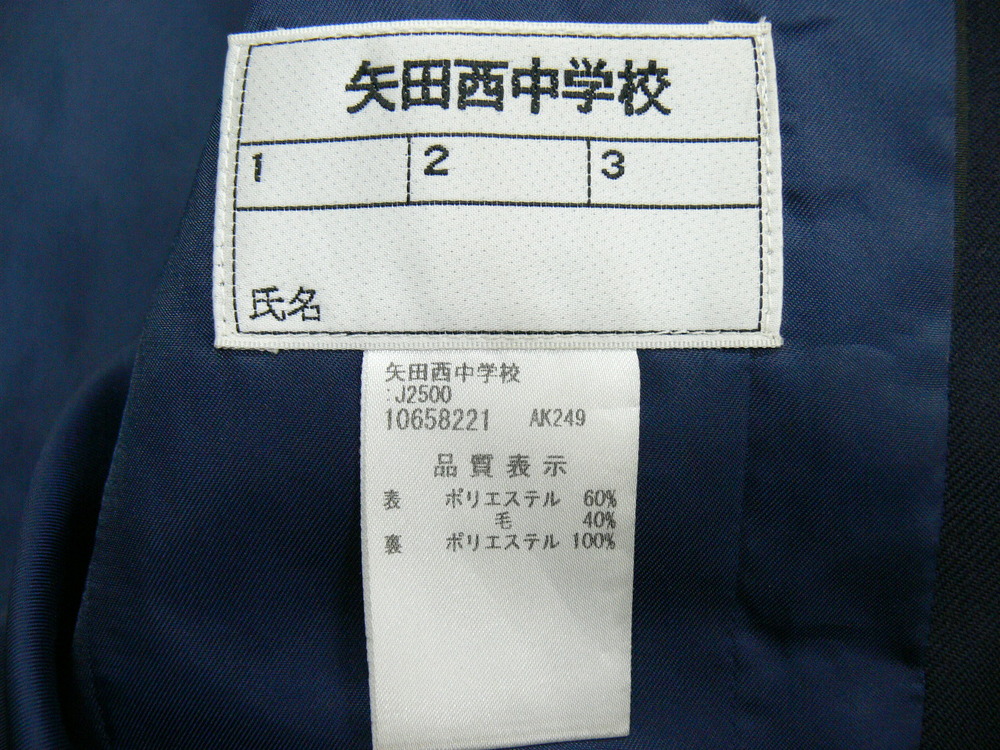 矢田西中学校
1 2 3
氏名
矢田西中学校
:J2500
10658221 AK249
品質表示
表 ポリエステル 60%
毛 40%
裏 ポリエステル 100%